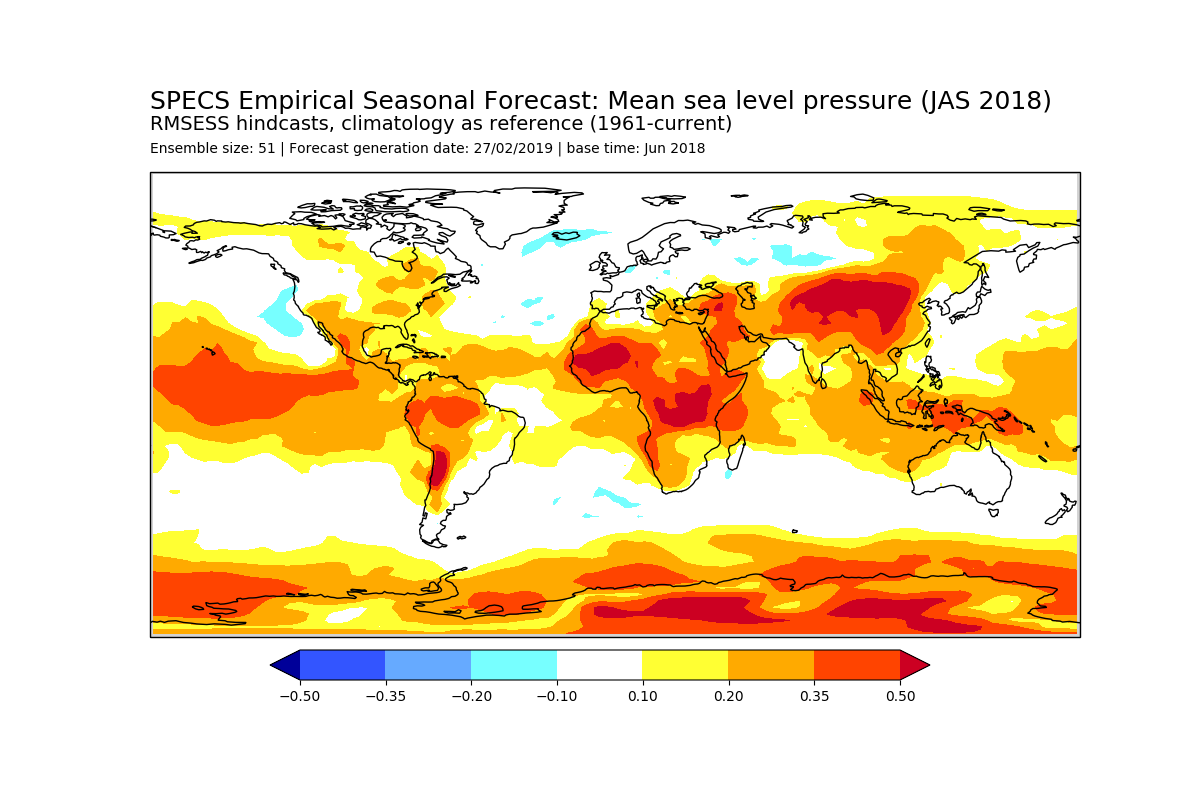 SPECS Empirical Seasonal Forecast: Mean sea level pressure (JAS 2018)
RMSESS hindcasts, climatology as reference (1961-current)
Ensemble size: 51 | Forecast generation date: 27/02/2019 | base time: Jun 2018
−0.50 −0.35 −0.20 −0.10 0.10 0.20 0.35 0.50